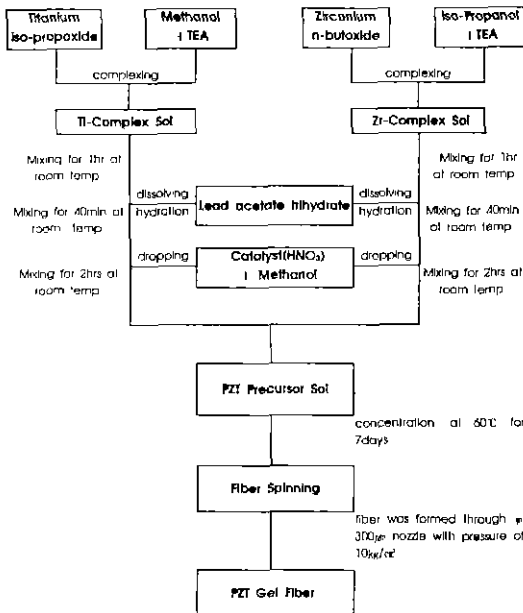 Titanium
iso-propoxide
Methanol
+ TEA
Zirconium
n-butoxide
Iso-Propanol
+ TEA
complexing
complexing
Ti-Complex Sol
Zr-Complex Sol
Mixing for 1hr at
room temp
Mixing for 1hr
at room temp
dissolving
hydration
Lead acetate trihydrate
dissolving
hydration
Mixing for 40min at
room temp
Mixing for 40min
at room temp
dropping
Catalyst(HNO₃)
+ Methanol
dropping
Mixing for 2hrs at
room temp
Mixing for 2hrs at
room temp
PZT Precursor Sol
concentration at 60℃ for
7days
Fiber Spinning
fiber was formed through
300μm nozzle with pressure of
10kg/cm²
PZT Gel Fiber